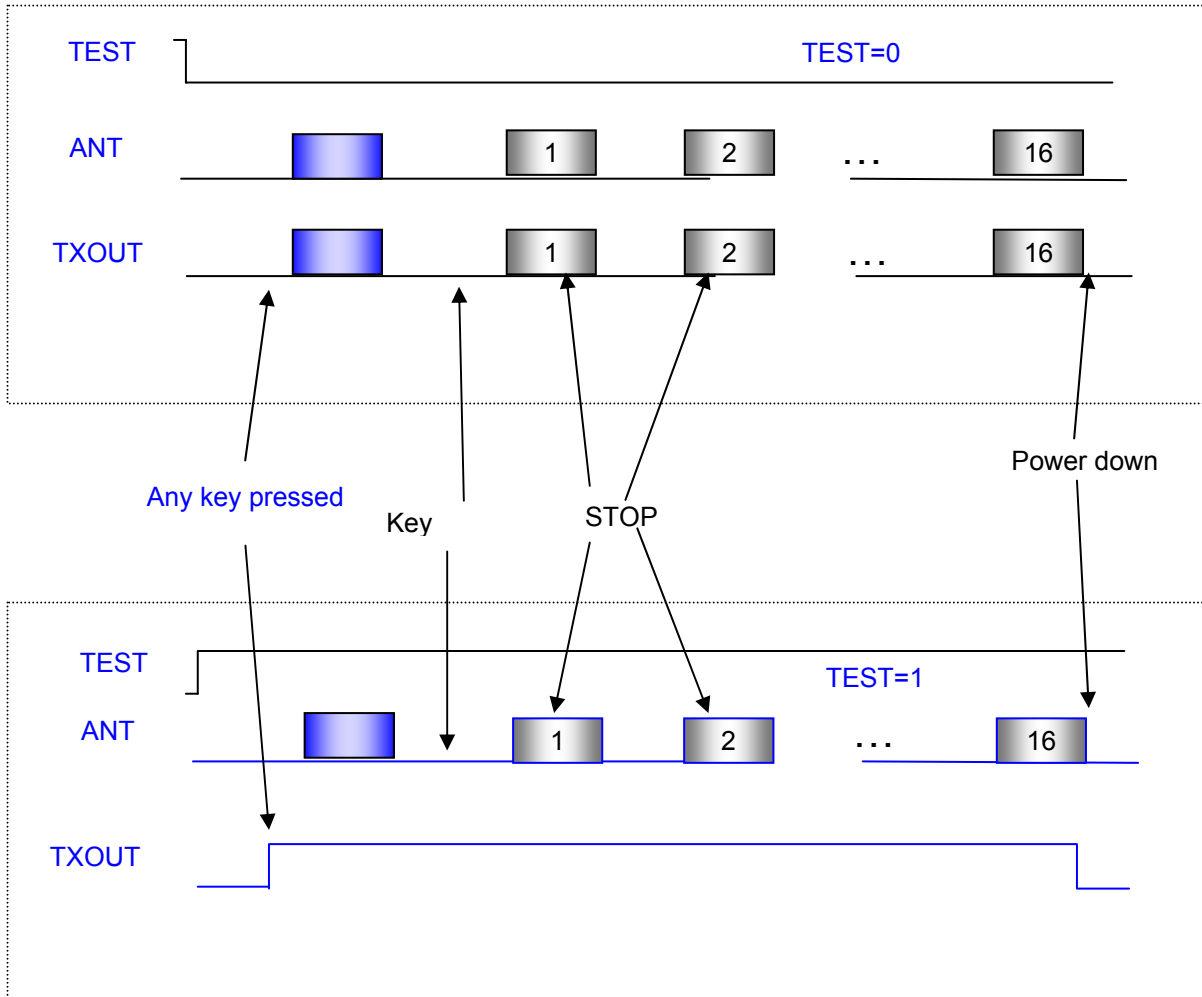 TEST
TEST=0
ANT
1
2
...
16
TXOUT
1
2
...
16
Power down
Any key pressed
Key
STOP
TEST
TEST=1
ANT
1
2
...
16
TXOUT